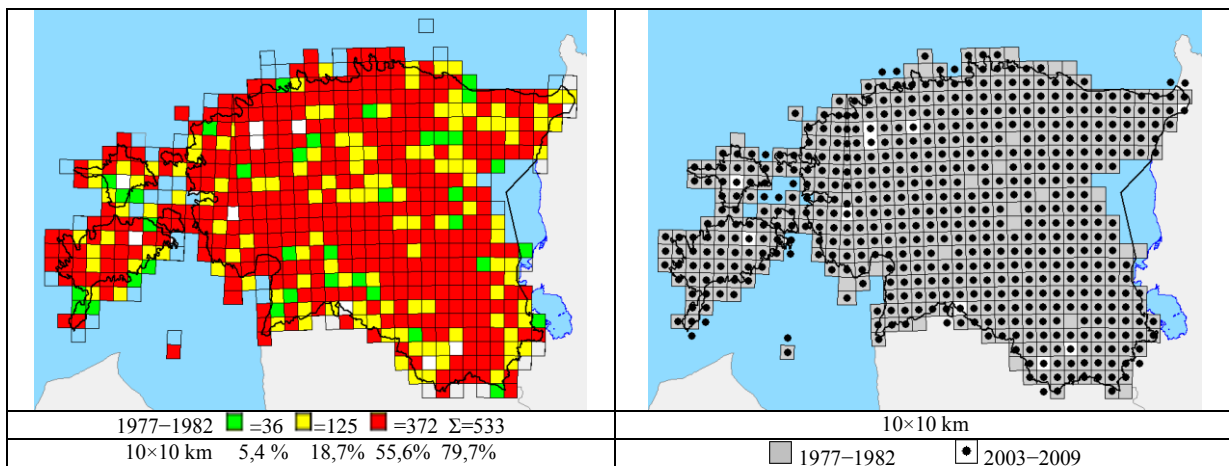 1977–1982 =36 =125 =372 Σ=533
10×10 km 5,4 % 18,7% 55,6% 79,7%
10×10 km
1977–1982 2003–2009